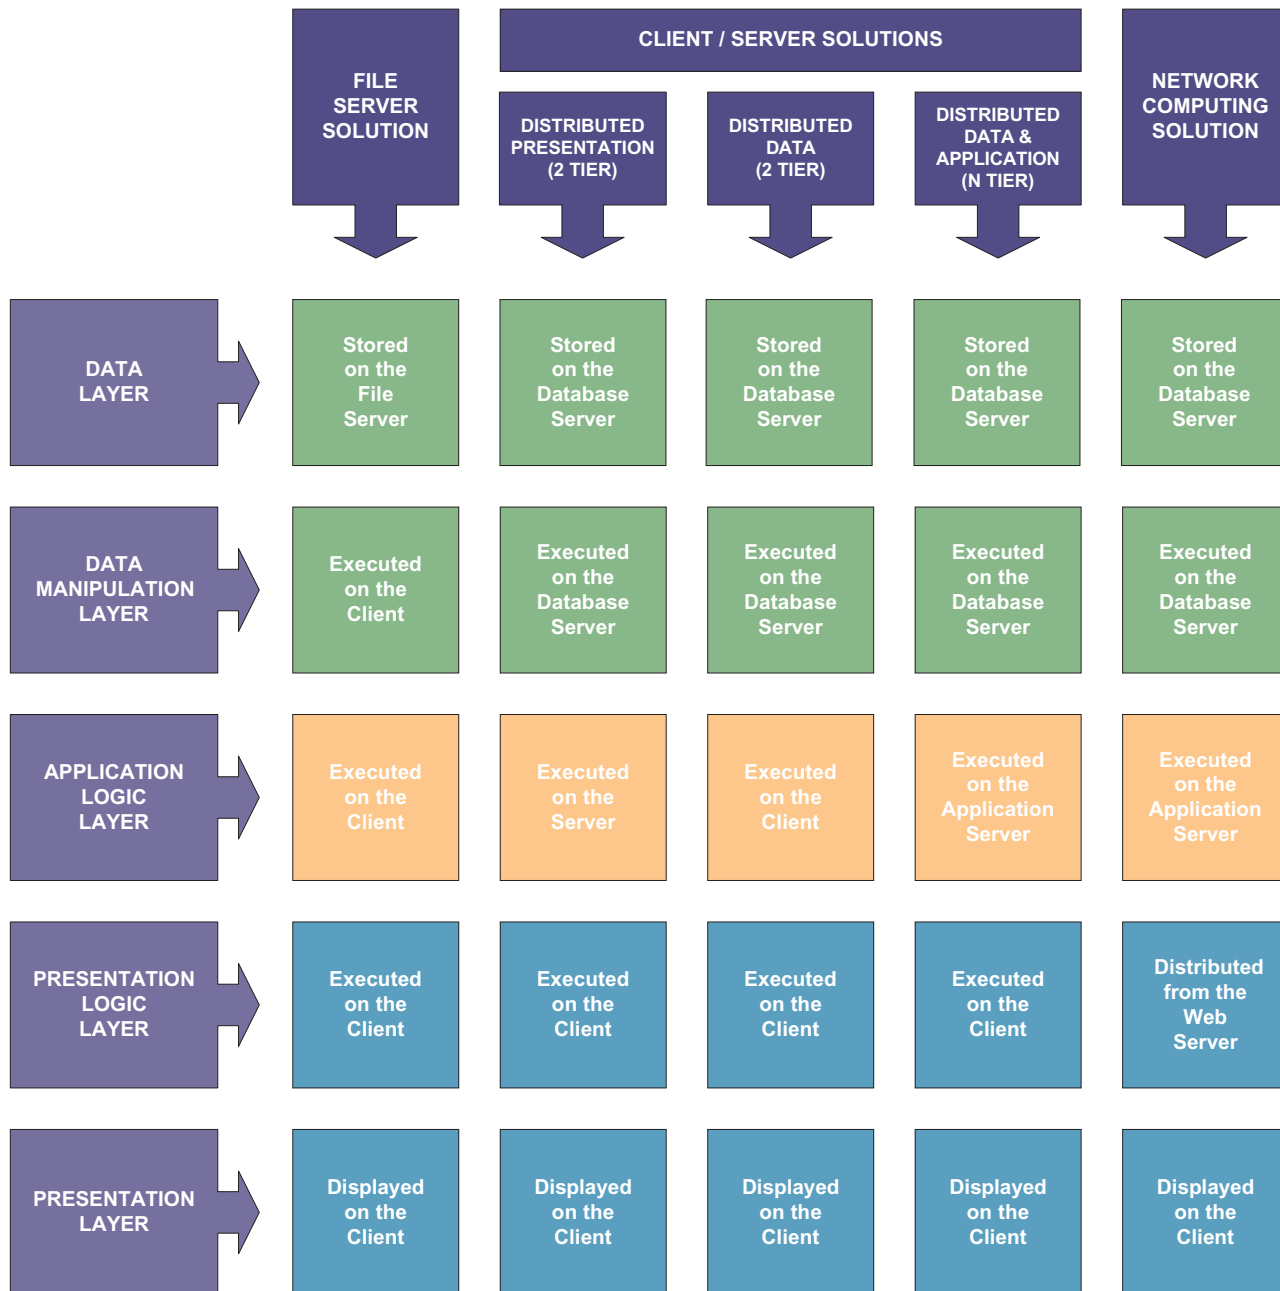 FILE
SERVER
SOLUTION
CLIENT / SERVER SOLUTIONS
DISTRIBUTED
PRESENTATION
(2 TIER)
DISTRIBUTED
DATA
(2 TIER)
DISTRIBUTED
DATA &
APPLICATION
(N TIER)
NETWORK
COMPUTING
SOLUTION
DATA
LAYER
Stored
on the
File
Server
Stored
on the
Database
Server
Stored
on the
Database
Server
Stored
on the
Database
Server
Stored
on the
Database
Server
DATA
MANIPULATION
LAYER
Executed
on the
Client
Executed
on the
Database
Server
Executed
on the
Database
Server
Executed
on the
Database
Server
Executed
on the
Database
Server
APPLICATION
LOGIC
LAYER
Executed
on the
Client
Executed
on the
Server
Executed
on the
Client
Executed
on the
Application
Server
Executed
on the
Application
Server
PRESENTATION
LOGIC
LAYER
Executed
on the
Client
Executed
on the
Client
Executed
on the
Client
Executed
on the
Client
Distributed
from the
Web
Server
PRESENTATION
LAYER
Displayed
on the
Client
Displayed
on the
Client
Displayed
on the
Client
Displayed
on the
Client
Displayed
on the
Client